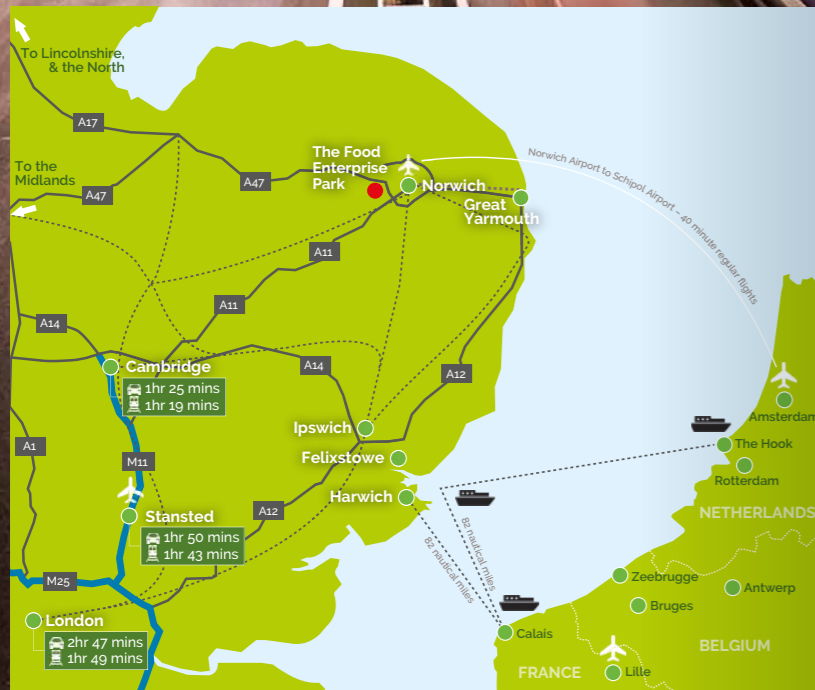 To Lincolnshire,
& the North
A17
To the
Midlands
A47
A47
The Food
Enterprise
Park
Norwich
Great
Yarmouth
Norwich Airport to Schipol Airport – 40 minute regular flights
A11
A11
A14
A14
A12
Cambridge
1hr 25 mins
1hr 19 mins
Ipswich
Felixstowe
Harwich
A1
M11
A12
Stansted
1hr 50 mins
1hr 43 mins
M25
London
2hr 47 mins
1hr 49 mins
82 nautical miles
82 nautical miles
Amsterdam
The Hook
Rotterdam
NETHERLANDS
Zeebrugge
Antwerp
Bruges
Calais
BELGIUM
FRANCE
Lille